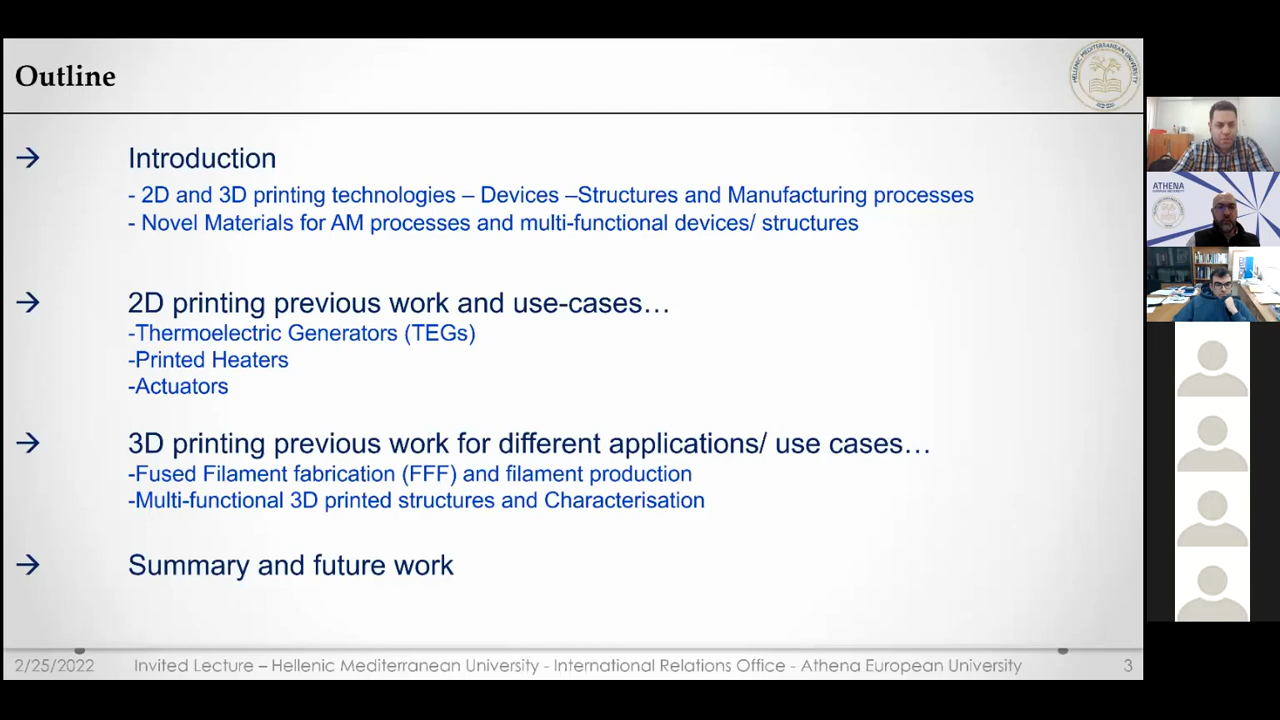 Outline
HELLENIC MEDITERRANEAN UNIVERSITY
→ Introduction
- 2D and 3D printing technologies – Devices –Structures and Manufacturing processes
- Novel Materials for AM processes and multi-functional devices/ structures
→ 2D printing previous work and use-cases…
-Thermoelectric Generators (TEGs)
-Printed Heaters
-Actuators
→ 3D printing previous work for different applications/ use cases…
-Fused Filament fabrication (FFF) and filament production
-Multi-functional 3D printed structures and Characterisation
→ Summary and future work
2/25/2022 Invited Lecture – Hellenic Mediterranean University - International Relations Office - Athena European University 3
ATHENA